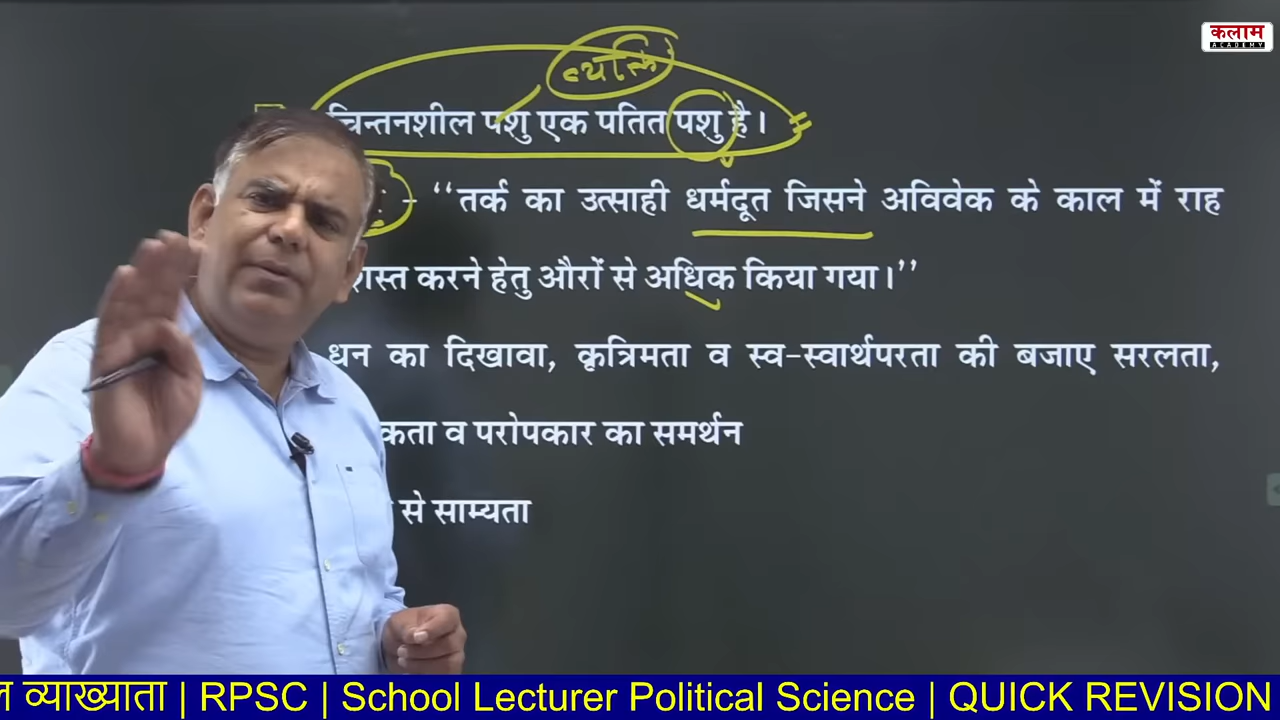 कलाम
ACADEMY
व्यक्ति
चिन्तनशील पशु एक पतित पशु है।
- “तर्क का उत्साही धर्मदूत जिसने अविवेक के काल में राह
करने हेतु औरों से अधिक किया गया।”
धन का दिखावा, कृत्रिमता व स्व-स्वार्थपरता की बजाए सरलता,
व परोपकार का समर्थन
से साम्यता
व्याख्याता | RPSC | School Lecturer Political Science | QUICK REVISION